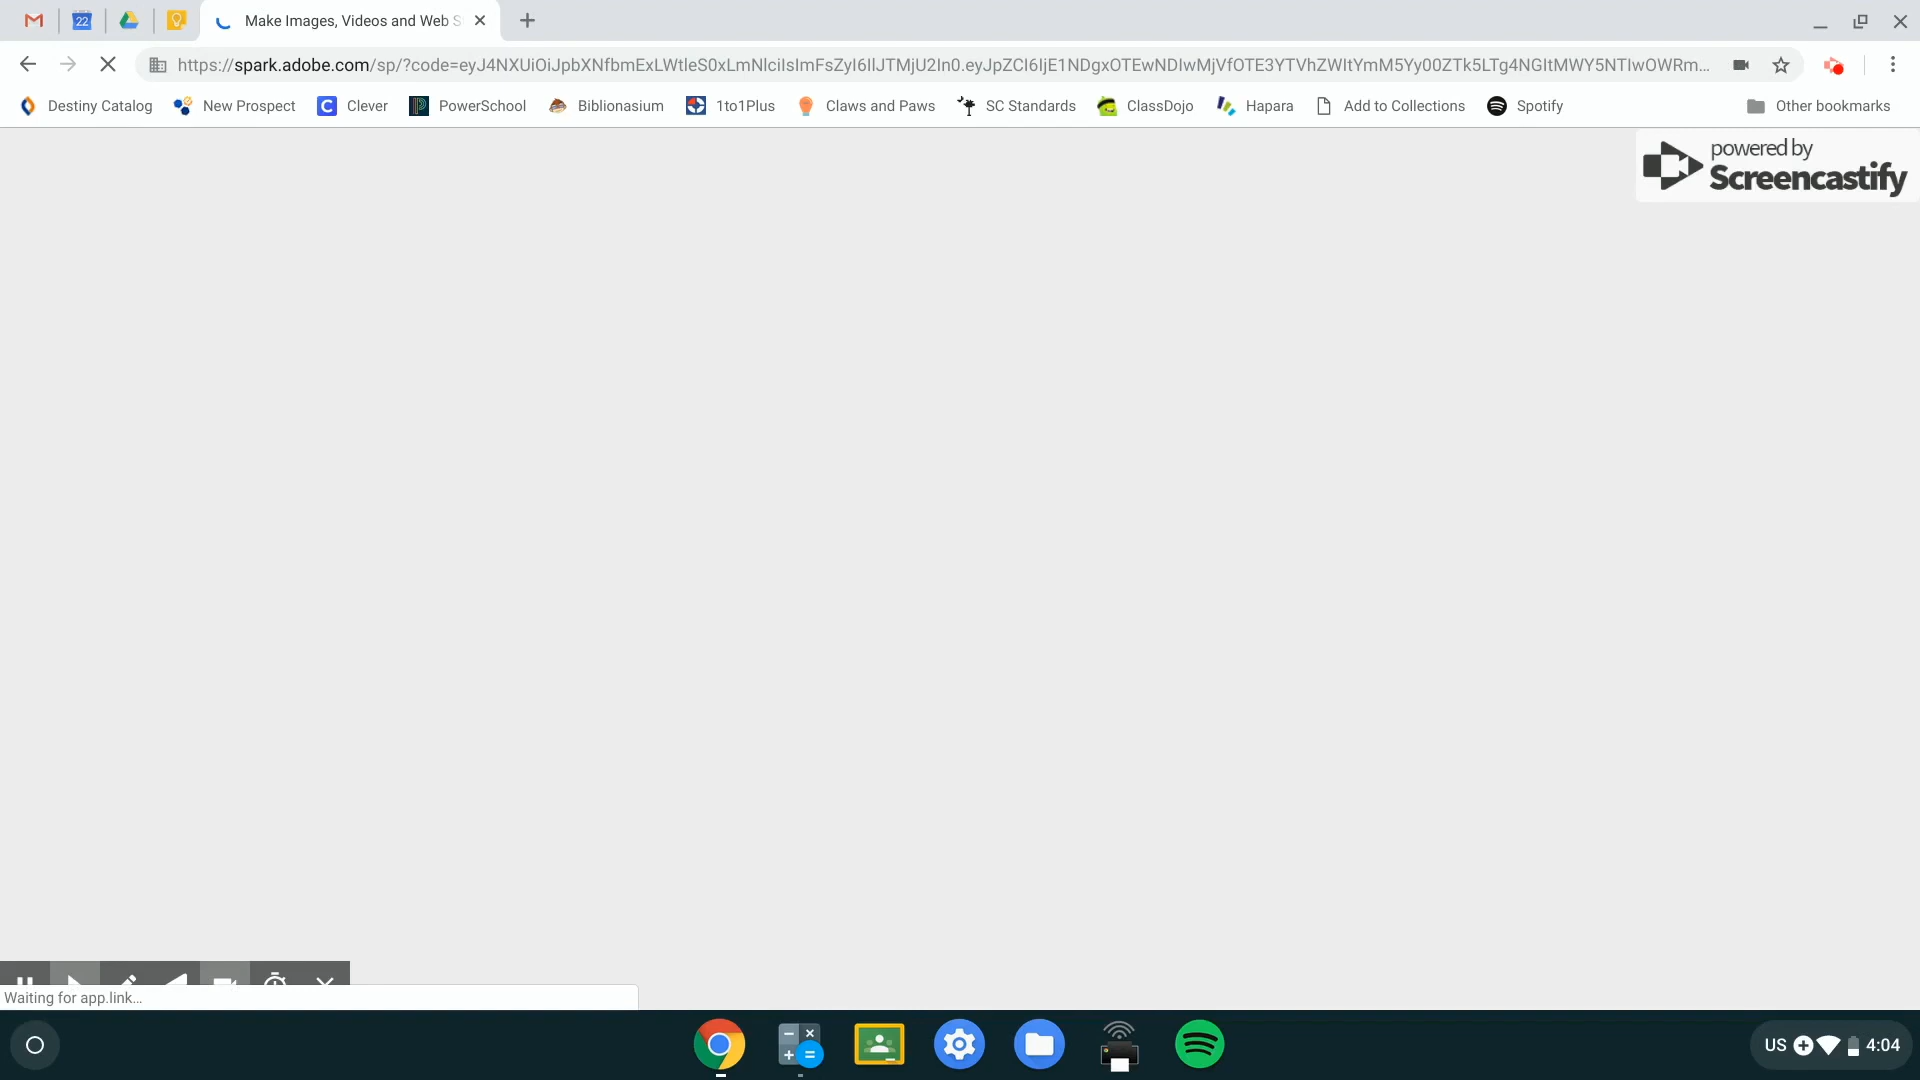 22
Make Images, Videos and Web S
https://spark.adobe.com/sp/?code=eyJ4NXUiOiJpbXNfbmExLWtleS0xLmNlciIsImFsZyI6IlJTMjU2In0.eyJpZCI6IjE1NDgxOTEwNDIwMjVfOTE3YTVhZWItYmM5Yy00ZTk5LTg4NGItMWY5NTIwOWRm...
Destiny Catalog New Prospect C Clever PowerSchool Biblionasium 1to1Plus Claws and Paws SC Standards ClassDojo Hapara Add to Collections Spotify Other bookmarks
powered by
Screencastify
Waiting for app.link...
US 4:04